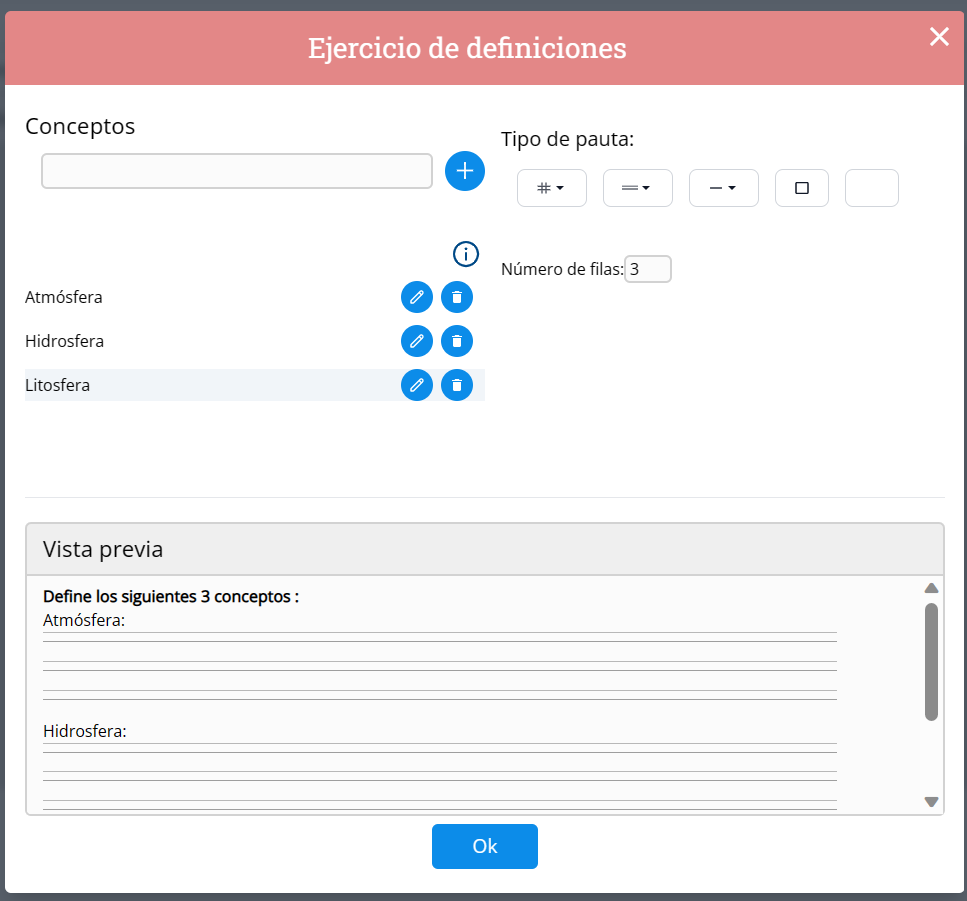 Ejercicio de definiciones
Conceptos
Tipo de pauta:
Número de filas: 3
Atmósfera
Hidrosfera
Litosfera
Vista previa
Define los siguientes 3 conceptos :
Atmósfera:
Hidrosfera:
Ok